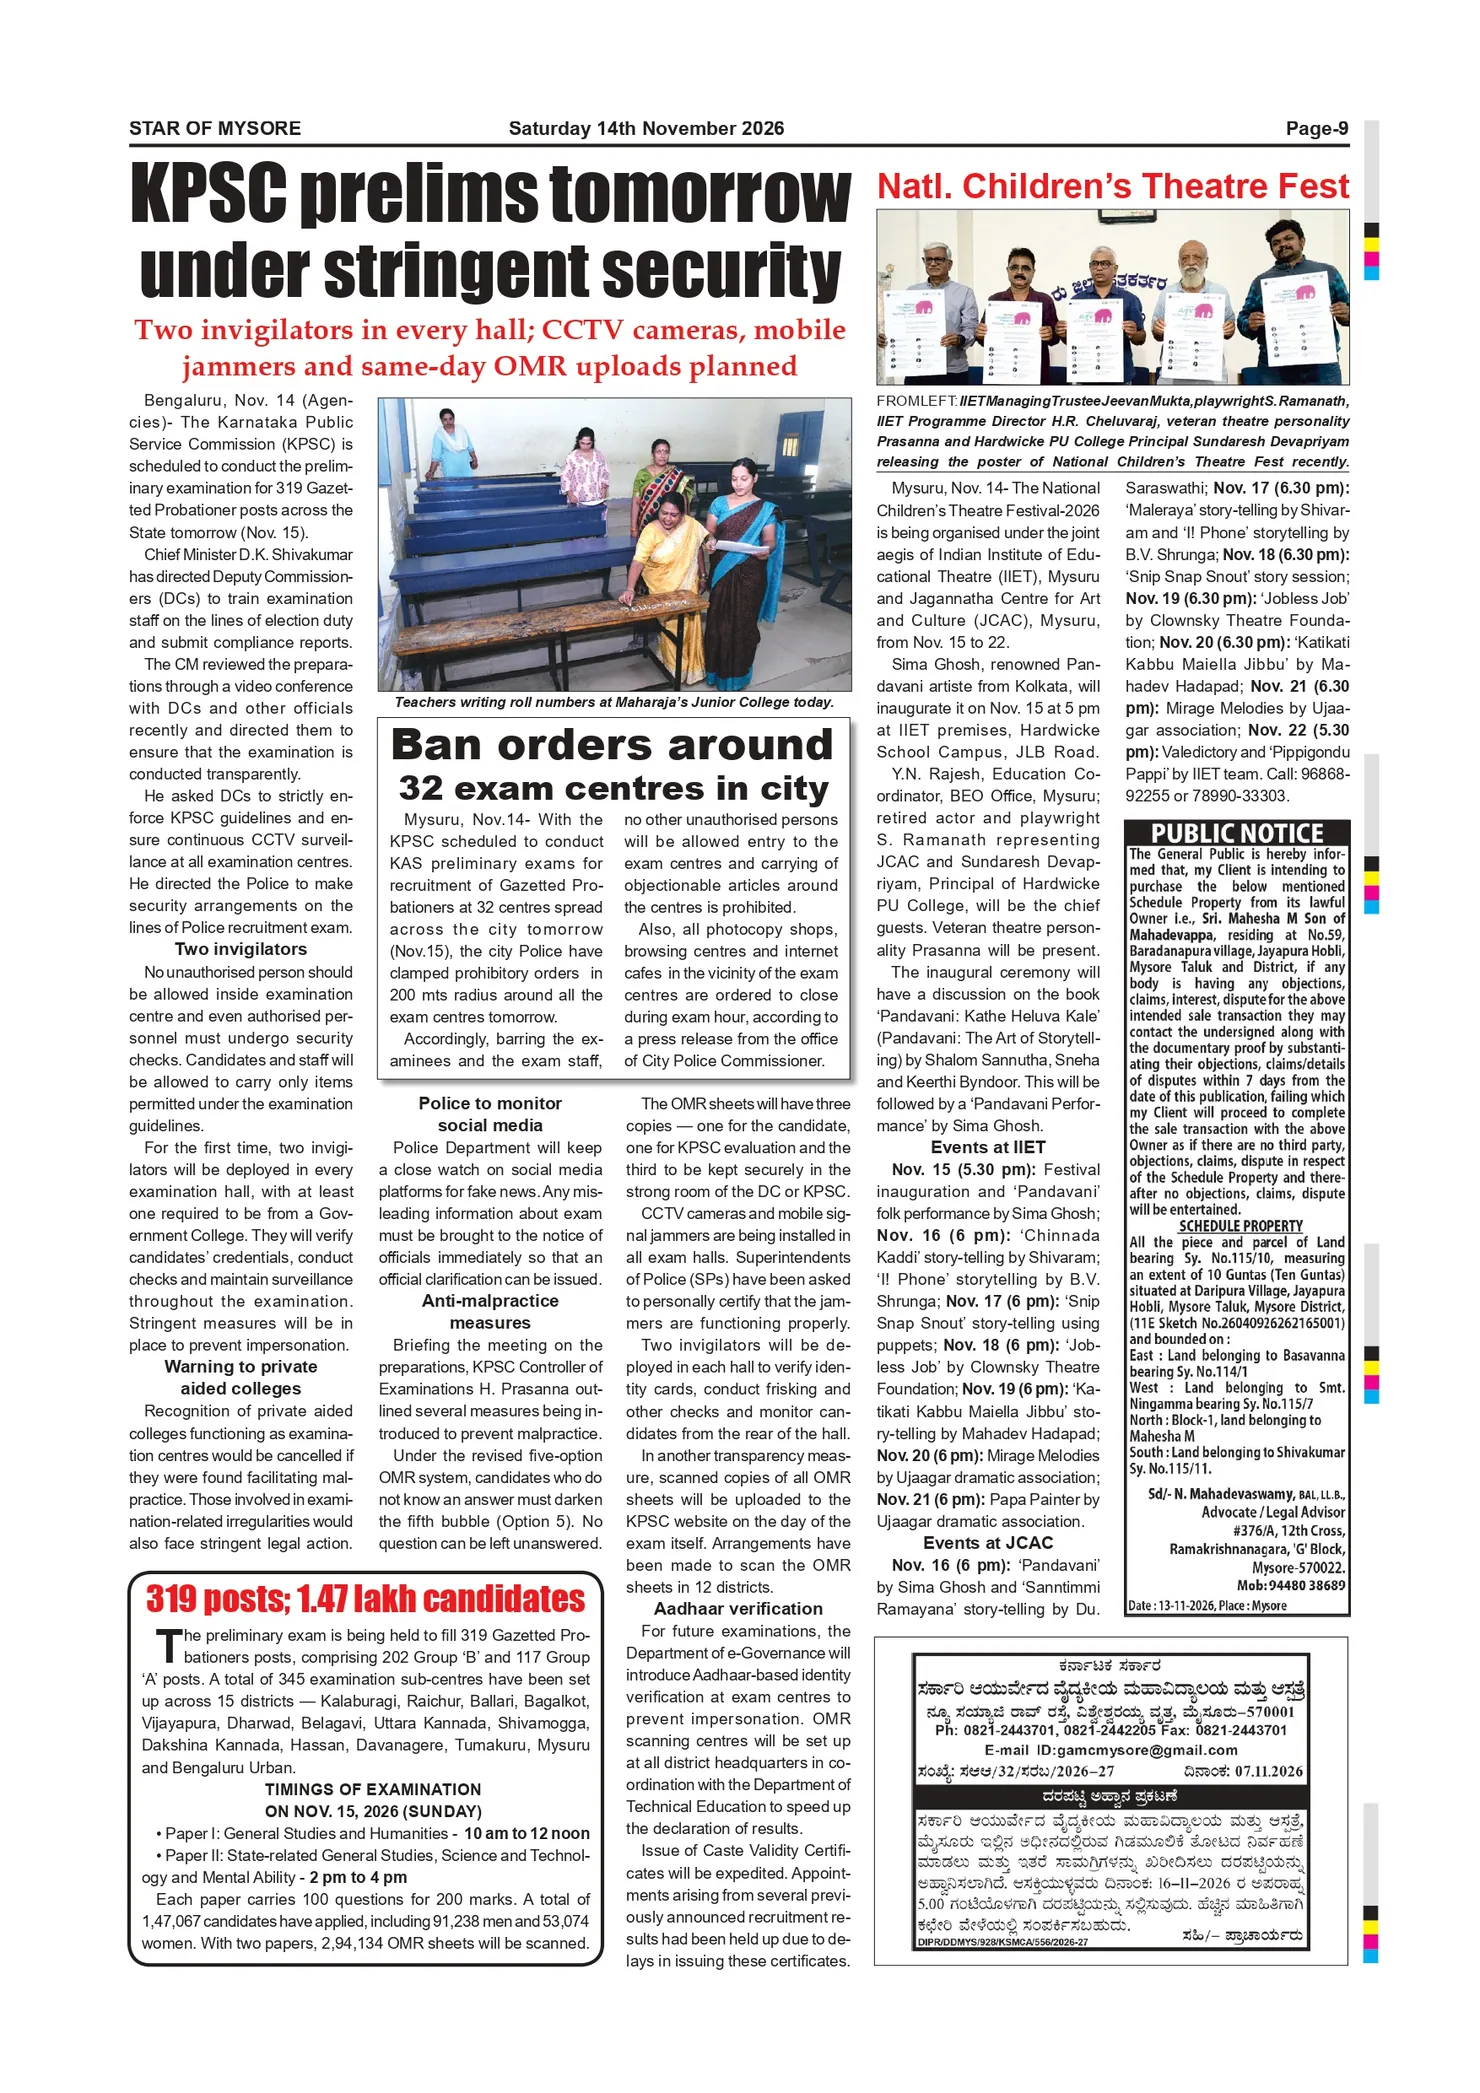 STAR OF MYSORE
Saturday 14th November 2026
Page-9
KPSC prelims tomorrow
under stringent security
Two invigilators in every hall; CCTV cameras, mobile
jammers and same-day OMR uploads planned
Bengaluru, Nov. 14 (Agen-
cies)- The Karnataka Public
Service Commission (KPSC) is
scheduled to conduct the prelim-
inary examination for 319 Gazet-
ted Probationer posts across the
State tomorrow (Nov. 15).
Chief Minister D.K. Shivakumar
has directed Deputy Commission-
ers (DCs) to train examination
staff on the lines of election duty
and submit compliance reports.
The CM reviewed the prepara-
tions through a video conference
with DCs and other officials
recently and directed them to
ensure that the examination is
conducted transparently.
He asked DCs to strictly en-
force KPSC guidelines and en-
sure continuous CCTV surveil-
lance at all examination centres.
He directed the Police to make
security arrangements on the
lines of Police recruitment exam.
Two invigilators
No unauthorised person should
be allowed inside examination
centre and even authorised per-
sonnel must undergo security
checks. Candidates and staff will
be allowed to carry only items
permitted under the examination
guidelines.
For the first time, two invigi-
lators will be deployed in every
examination hall, with at least
one required to be from a Gov-
ernment College. They will verify
candidates' credentials, conduct
checks and maintain surveillance
throughout the examination.
Stringent measures will be in
place to prevent impersonation.
Warning to private
aided colleges
Recognition of private aided
colleges functioning as examina-
tion centres would be cancelled if
they were found facilitating mal-
practice. Those involved in exami-
nation-related irregularities would
also face stringent legal action.
Teachers writing roll numbers at Maharaja's Junior College today.
Ban orders around
32 exam centres in city
Mysuru, Nov.14- With the
KPSC scheduled to conduct
KAS preliminary exams for
recruitment of Gazetted Pro-
bationers at 32 centres spread
across the city tomorrow
(Nov.15), the city Police have
clamped prohibitory orders in
200 mts radius around all the
exam centres tomorrow.
Accordingly, barring the ex-
aminees and the exam staff,
no other unauthorised persons
will be allowed entry to the
exam centres and carrying of
objectionable articles around
the centres is prohibited.
Also, all photocopy shops,
browsing centres and internet
cafes in the vicinity of the exam
centres are ordered to close
during exam hour, according to
a press release from the office
of City Police Commissioner.
Police to monitor
social media
Police Department will keep
a close watch on social media
platforms for fake news. Any mis-
leading information about exam
must be brought to the notice of
officials immediately so that an
official clarification can be issued.
Anti-malpractice
measures
Briefing the meeting on the
preparations, KPSC Controller of
Examinations H. Prasanna out-
lined several measures being in-
troduced to prevent malpractice.
Under the revised five-option
OMR system, candidates who do
not know an answer must darken
the fifth bubble (Option 5). No
question can be left unanswered.
The OMR sheets will have three
copies — one for the candidate,
one for KPSC evaluation and the
third to be kept securely in the
strong room of the DC or KPSC.
CCTV cameras and mobile sig-
nal jammers are being installed in
all exam halls. Superintendents
of Police (SPs) have been asked
to personally certify that the jam-
mers are functioning properly.
Two invigilators will be de-
ployed in each hall to verify iden-
tity cards, conduct frisking and
other checks and monitor can-
didates from the rear of the hall.
In another transparency meas-
ure, scanned copies of all OMR
sheets will be uploaded to the
KPSC website on the day of the
exam itself. Arrangements have
been made to scan the OMR
sheets in 12 districts.
Aadhaar verification
For future examinations, the
Department of e-Governance will
introduce Aadhaar-based identity
verification at exam centres to
prevent impersonation. OMR
scanning centres will be set up
at all district headquarters in co-
ordination with the Department of
Technical Education to speed up
the declaration of results.
Issue of Caste Validity Certifi-
cates will be expedited. Appoint-
ments arising from several previ-
ously announced recruitment re-
sults had been held up due to de-
lays in issuing these certificates.
319 posts; 1.47 lakh candidates
The preliminary exam is being held to fill 319 Gazetted Pro-
bationers posts, comprising 202 Group 'B' and 117 Group
'A' posts. A total of 345 examination sub-centres have been set
up across 15 districts — Kalaburagi, Raichur, Ballari, Bagalkot,
Vijayapura, Dharwad, Belagavi, Uttara Kannada, Shivamogga,
Dakshina Kannada, Hassan, Davanagere, Tumakuru, Mysuru
and Bengaluru Urban.
TIMINGS OF EXAMINATION
ON NOV. 15, 2026 (SUNDAY)
• Paper I: General Studies and Humanities - 10 am to 12 noon
• Paper II: State-related General Studies, Science and Technol-
ogy and Mental Ability - 2 pm to 4 pm
Each paper carries 100 questions for 200 marks. A total of
1,47,067 candidates have applied, including 91,238 men and 53,074
women. With two papers, 2,94,134 OMR sheets will be scanned.
Natl. Children's Theatre Fest
FROM LEFT: IIET Managing Trustee Jeevan Mukta, playwright S. Ramanath,
IIET Programme Director H.R. Cheluvaraj, veteran theatre personality
Prasanna and Hardwicke PU College Principal Sundaresh Devapriyam
releasing the poster of National Children's Theatre Fest recently.
Mysuru, Nov. 14- The National
Children's Theatre Festival-2026
is being organised under the joint
aegis of Indian Institute of Edu-
cational Theatre (IIET), Mysuru
and Jagannatha Centre for Art
and Culture (JCAC), Mysuru,
from Nov. 15 to 22.
Sima Ghosh, renowned Pan-
davani artiste from Kolkata, will
inaugurate it on Nov. 15 at 5 pm
at IIET premises, Hardwicke
School Campus, JLB Road.
Y.N. Rajesh, Education Co-
ordinator, BEO Office, Mysuru;
retired actor and playwright
S. Ramanath representing
JCAC and Sundaresh Devap-
riyam, Principal of Hardwicke
PU College, will be the chief
guests. Veteran theatre person-
ality Prasanna will be present.
The inaugural ceremony will
have a discussion on the book
'Pandavani: Kathe Heluva Kale'
(Pandavani: The Art of Storytell-
ing) by Shalom Sannutha, Sneha
and Keerthi Byndoor. This will be
followed by a 'Pandavani Perfor-
mance' by Sima Ghosh.
Events at IIET
Nov. 15 (5.30 pm): Festival
inauguration and 'Pandavani'
folk performance by Sima Ghosh;
Nov. 16 (6 pm): 'Chinnada
Kaddi' story-telling by Shivaram;
'I! Phone' storytelling by B.V.
Shrunga; Nov. 17 (6 pm): 'Snip
Snap Snout' story-telling using
puppets; Nov. 18 (6 pm): 'Job-
less Job' by Clownsky Theatre
Foundation; Nov. 19 (6 pm): 'Ka-
tikati Kabbu Maiella Jibbu' sto-
ry-telling by Mahadev Hadapad;
Nov. 20 (6 pm): Mirage Melodies
by Ujaagar dramatic association;
Nov. 21 (6 pm): Papa Painter by
Ujaagar dramatic association.
Events at JCAC
Nov. 16 (6 pm): 'Pandavani'
by Sima Ghosh and 'Sanntimmi
Ramayana' story-telling by Du.
Saraswathi; Nov. 17 (6.30 pm):
'Maleraya' story-telling by Shivar-
am and 'I! Phone' storytelling by
B.V. Shrunga; Nov. 18 (6.30 pm):
'Snip Snap Snout' story session;
Nov. 19 (6.30 pm): 'Jobless Job'
by Clownsky Theatre Founda-
tion; Nov. 20 (6.30 pm): 'Katikati
Kabbu Maiella Jibbu' by Ma-
hadev Hadapad; Nov. 21 (6.30
pm): Mirage Melodies by Ujaa-
gar association; Nov. 22 (5.30
pm): Valedictory and 'Pippigondu
Pappi' by IIET team. Call: 96868-
92255 or 78990-33303.
PUBLIC NOTICE
The General Public is hereby infor-
med that, my Client is intending to
purchase the below mentioned
Schedule Property from its lawful
Owner i.e., Sri. Mahesha M Son of
Mahadevappa, residing at No.59,
Baradanapura village, Jayapura Hobli,
Mysore Taluk and District, if any
body is having any objections,
claims, interest, dispute for the above
intended sale transaction they may
contact the undersigned along with
the documentary proof by substanti-
ating their objections, claims/details
of disputes within 7 days from the
date of this publication, failing which
my Client will proceed to complete
the sale transaction with the above
Owner as if there are no third party,
objections, claims, dispute in respect
of the Schedule Property and there-
after no objections, claims, dispute
will be entertained.
SCHEDULE PROPERTY
All the piece and parcel of Land
bearing Sy. No.115/10, measuring
an extent of 10 Guntas (Ten Guntas)
situated at Daripura Village, Jayapura
Hobli, Mysore Taluk, Mysore District,
(11E Sketch No.26040926262165001)
and bounded on :
East : Land belonging to Basavanna
bearing Sy. No.114/1
West : Land belonging to Smt.
Ningamma bearing Sy. No.115/7
North : Block-1, land belonging to
Mahesha M
South : Land belonging to Shivakumar
Sy. No.115/11.
Sd/- N. Mahadevaswamy, BAL, LL.B.,
Advocate / Legal Advisor
#376/A, 12th Cross,
Ramakrishnanagara, 'G' Block,
Mysore-570022.
Mob: 94480 38689
Date : 13-11-2026, Place : Mysore
ಕರ್ನಾಟಕ ಸರ್ಕಾರ
ಸರ್ಕಾರಿ ಆಯುರ್ವೇದ ವೈದ್ಯಕೀಯ ಮಹಾವಿದ್ಯಾಲಯ ಮತ್ತು ಆಸ್ಪತ್ರೆ
ನ್ಯೂ ಸಯ್ಯಾಜಿ ರಾವ್ ರಸ್ತೆ, ವಿಶ್ವೇಶ್ವರಯ್ಯ ವೃತ್ತ, ಮೈಸೂರು–570001
Ph: 0821-2443701, 0821-2442205 Fax: 0821-2443701
E-mail ID:gamcmysore@gmail.com
ಸಂಖ್ಯೆ: ಸಆಆ/32/ಸರಬ/2026–27 ದಿನಾಂಕ: 07.11.2026
ದರಪಟ್ಟಿ ಅಹ್ವಾನ ಪ್ರಕಟಣೆ
ಸರ್ಕಾರಿ ಆಯುರ್ವೇದ ವೈದ್ಯಕೀಯ ಮಹಾವಿದ್ಯಾಲಯ ಮತ್ತು ಆಸ್ಪತ್ರೆ,
ಮೈಸೂರು ಇಲ್ಲಿನ ಅಧೀನದಲ್ಲಿರುವ ಗಿಡಮೂಲಿಕೆ ತೋಟದ ನಿರ್ವಹಣೆ
ಮಾಡಲು ಮತ್ತು ಇತರೆ ಸಾಮಗ್ರಿಗಳನ್ನು ಖರೀದಿಸಲು ದರಪಟ್ಟಿಯನ್ನು
ಅಹ್ವಾನಿಸಲಾಗಿದೆ. ಆಸಕ್ತಿಯುಳ್ಳವರು ದಿನಾಂಕ: 16–11–2026 ರ ಅಪರಾಹ್ನ
5.00 ಗಂಟೆಯೊಳಗಾಗಿ ದರಪಟ್ಟಿಯನ್ನು ಸಲ್ಲಿಸುವುದು. ಹೆಚ್ಚಿನ ಮಾಹಿತಿಗಾಗಿ
ಕಛೇರಿ ವೇಳೆಯಲ್ಲಿ ಸಂಪರ್ಕಿಸಬಹುದು.
ಸಹಿ/– ಪ್ರಾಚಾರ್ಯರು
DIPR/DDMYS/928/KSMCA/556/2026-27